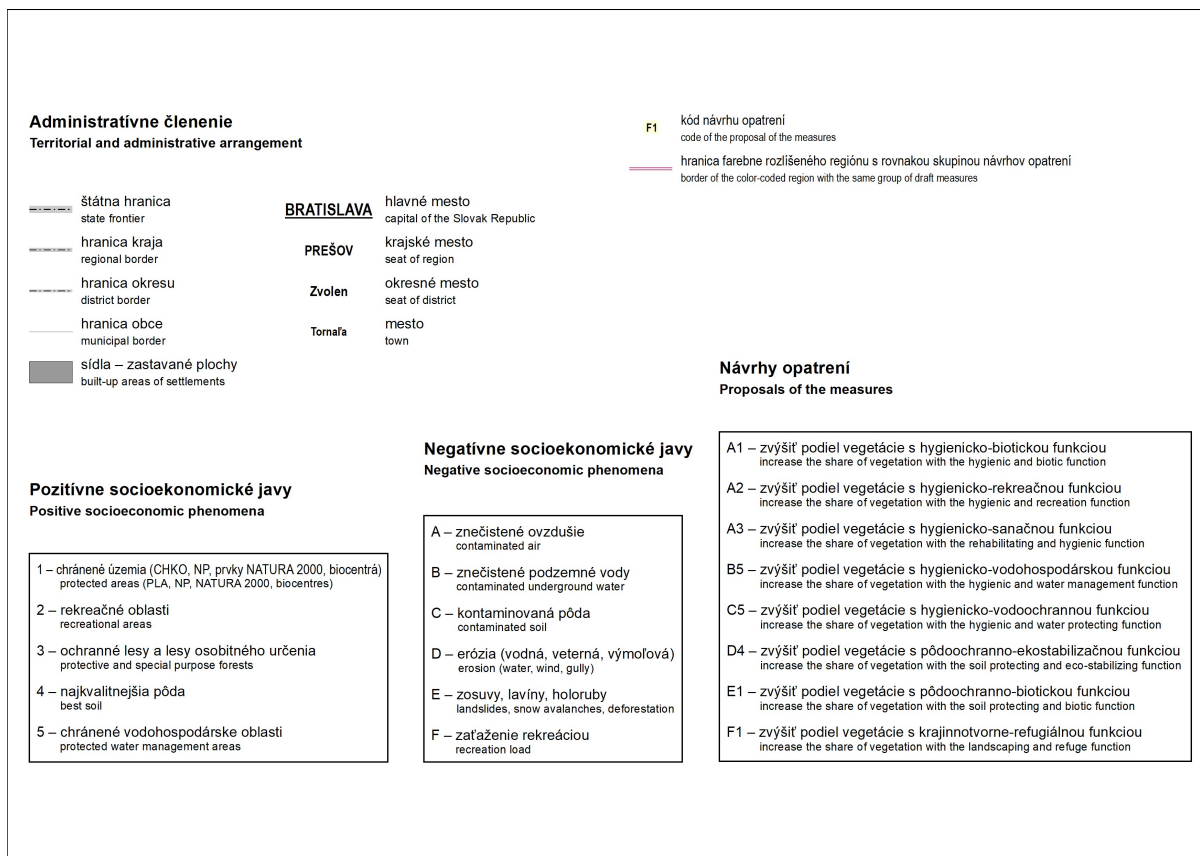 Administratívne členenie
Territorial and administrative arrangement
štátna hranica
state frontier
hranica kraja
regional border
hranica okresu
district border
hranica obce
municipal border
sídla – zastavané plochy
built-up areas of settlements
BRATISLAVA
hlavné mesto
capital of the Slovak Republic
PREŠOV
krajské mesto
seat of region
Zvolen
okresné mesto
seat of district
Tornaľa
mesto
town
F1
kód návrhu opatrení
code of the proposal of the measures
hranica farebne rozlíšeného regiónu s rovnakou skupinou návrhov opatrení
border of the color-coded region with the same group of draft measures
Pozitívne socioekonomické javy
Positive socioeconomic phenomena
1 – chránené územia (CHKO, NP, prvky NATURA 2000, biocentrá)
protected areas (PLA, NP, NATURA 2000, biocentres)
2 – rekreačné oblasti
recreational areas
3 – ochranné lesy a lesy osobitného určenia
protective and special purpose forests
4 – najkvalitnejšia pôda
best soil
5 – chránené vodohospodárske oblasti
protected water management areas
Negatívne socioekonomické javy
Negative socioeconomic phenomena
A – znečistené ovzdušie
contaminated air
B – znečistené podzemné vody
contaminated underground water
C – kontaminovaná pôda
contaminated soil
D – erózia (vodná, veterná, výmoľová)
erosion (water, wind, gully)
E – zosuvy, lavíny, holoruby
landslides, snow avalanches, deforestation
F – zaťaženie rekreáciou
recreation load
Návrhy opatrení
Proposals of the measures
A1 – zvýšiť podiel vegetácie s hygienicko-biotickou funkciou
increase the share of vegetation with the hygienic and biotic function
A2 – zvýšiť podiel vegetácie s hygienicko-rekreačnou funkciou
increase the share of vegetation with the hygienic and recreation function
A3 – zvýšiť podiel vegetácie s hygienicko-sanačnou funkciou
increase the share of vegetation with the rehabilitating and hygienic function
B5 – zvýšiť podiel vegetácie s hygienicko-vodohospodárskou funkciou
increase the share of vegetation with the hygienic and water management function
C5 – zvýšiť podiel vegetácie s hygienicko-vodoochrannou funkciou
increase the share of vegetation with the hygienic and water protecting function
D4 – zvýšiť podiel vegetácie s pôdoochranno-ekostabilizačnou funkciou
increase the share of vegetation with the soil protecting and eco-stabilizing function
E1 – zvýšiť podiel vegetácie s pôdoochranno-biotickou funkciou
increase the share of vegetation with the soil protecting and biotic function
F1 – zvýšiť podiel vegetácie s krajinnotvorne-refugiálnou funkciou
increase the share of vegetation with the landscaping and refuge function